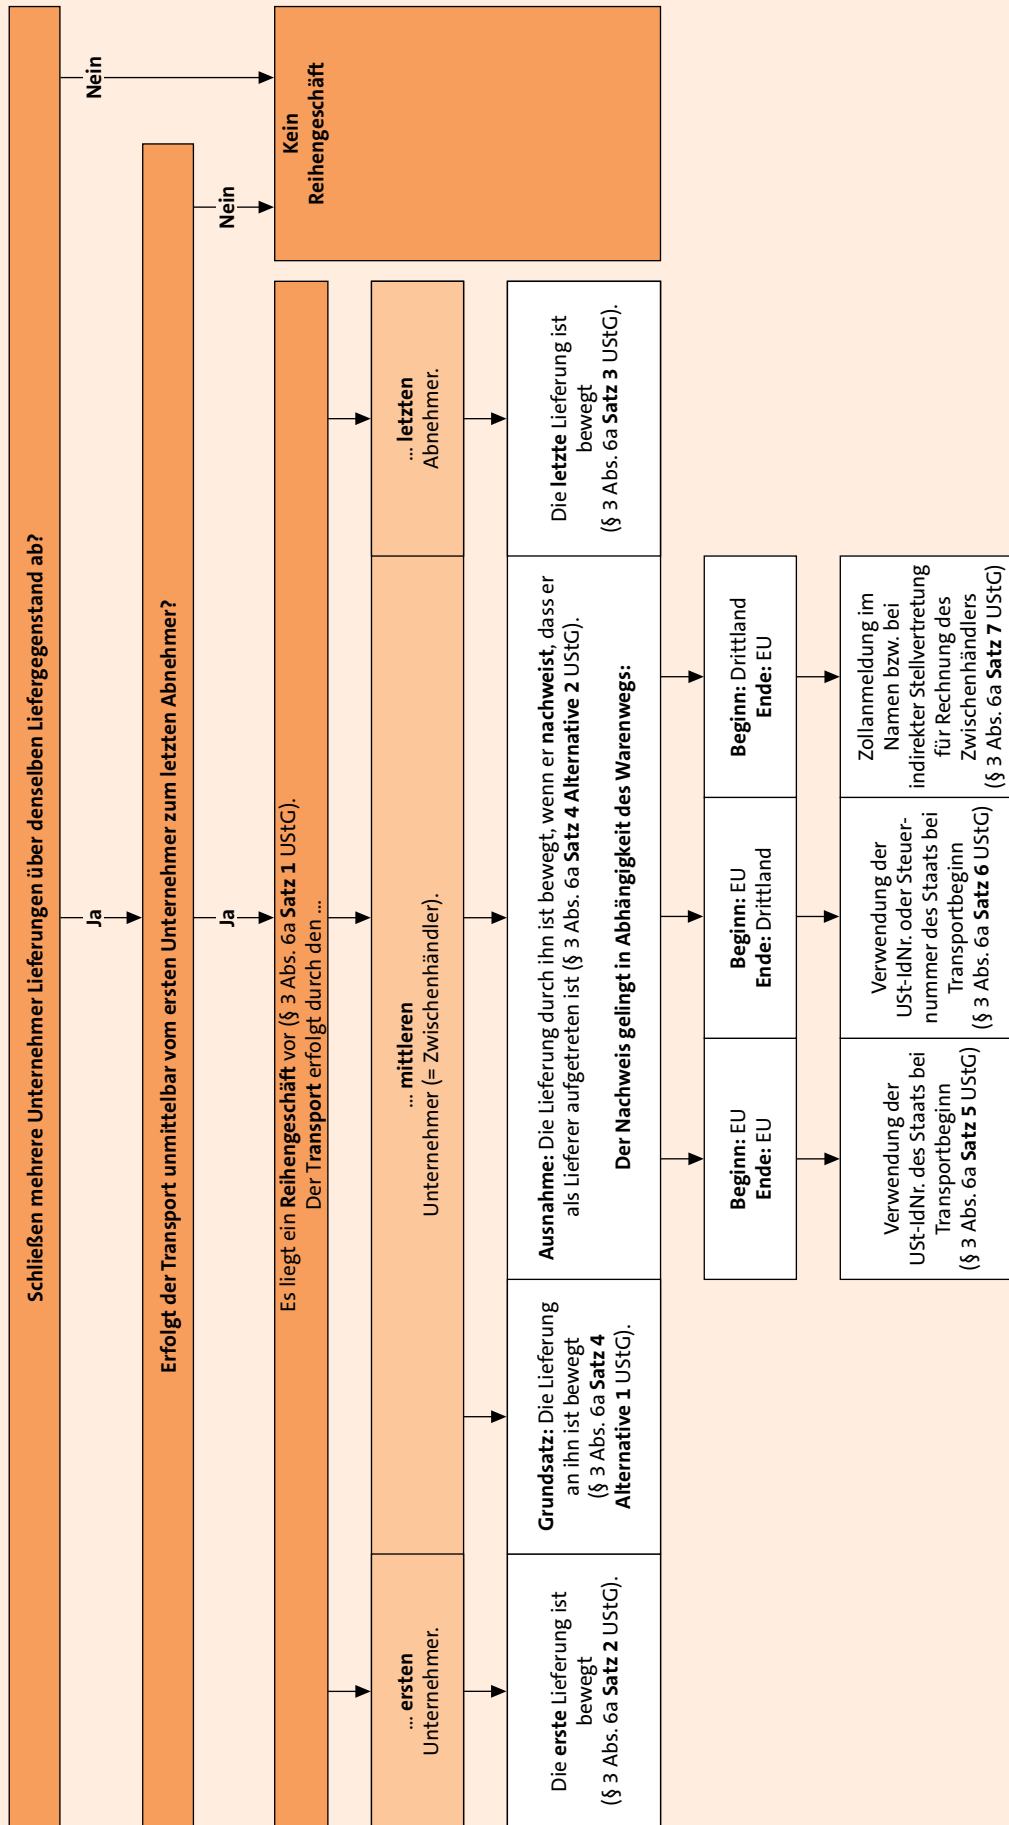 Schließen mehrere Unternehmer Lieferungen über denselben Liefergegenstand ab?
Ja
Nein
Erfolgt der Transport unmittelbar vom ersten Unternehmer zum letzten Abnehmer?
Ja
Nein
Es liegt ein Reihengeschäft vor (§ 3 Abs. 6a Satz 1 UStG).
Der Transport erfolgt durch den ...
Kein
Reihengeschäft
... ersten
Unternehmer.
... mittleren
Unternehmer (= Zwischenhändler).
... letzten
Abnehmer.
Die erste Lieferung ist
bewegt
(§ 3 Abs. 6a Satz 2 UStG).
Grundsatz: Die Lieferung
an ihn ist bewegt
(§ 3 Abs. 6a Satz 4
Alternative 1 UStG).
Ausnahme: Die Lieferung durch ihn ist bewegt, wenn er nachweist, dass er
als Lieferer aufgetreten ist (§ 3 Abs. 6a Satz 4 Alternative 2 UStG).
Der Nachweis gelingt in Abhängigkeit des Warenwegs:
Die letzte Lieferung ist
bewegt
(§ 3 Abs. 6a Satz 3 UStG).
Beginn: EU
Ende: EU
Beginn: EU
Ende: Drittland
Beginn: Drittland
Ende: EU
Verwendung der
USt-IdNr. des Staats bei
Transportbeginn
(§ 3 Abs. 6a Satz 5 UStG)
Verwendung der
USt-IdNr. oder Steuer-
nummer des Staats bei
Transportbeginn
(§ 3 Abs. 6a Satz 6 UStG)
Zollanmeldung im
Namen bzw. bei
indirekter Stellvertretung
für Rechnung des
Zwischenhändlers
(§ 3 Abs. 6a Satz 7 UStG)